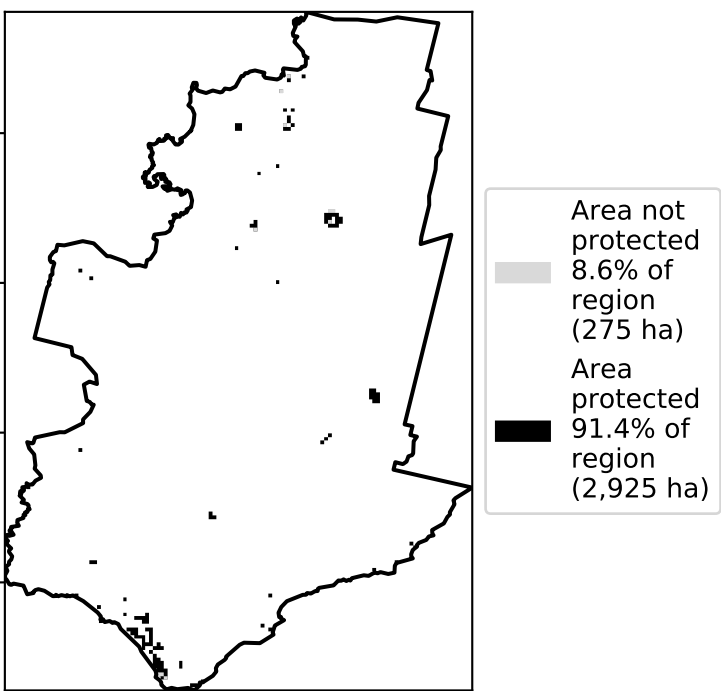 Area not
protected
8.6% of
region
(275 ha)
Area
protected
91.4% of
region
(2,925 ha)